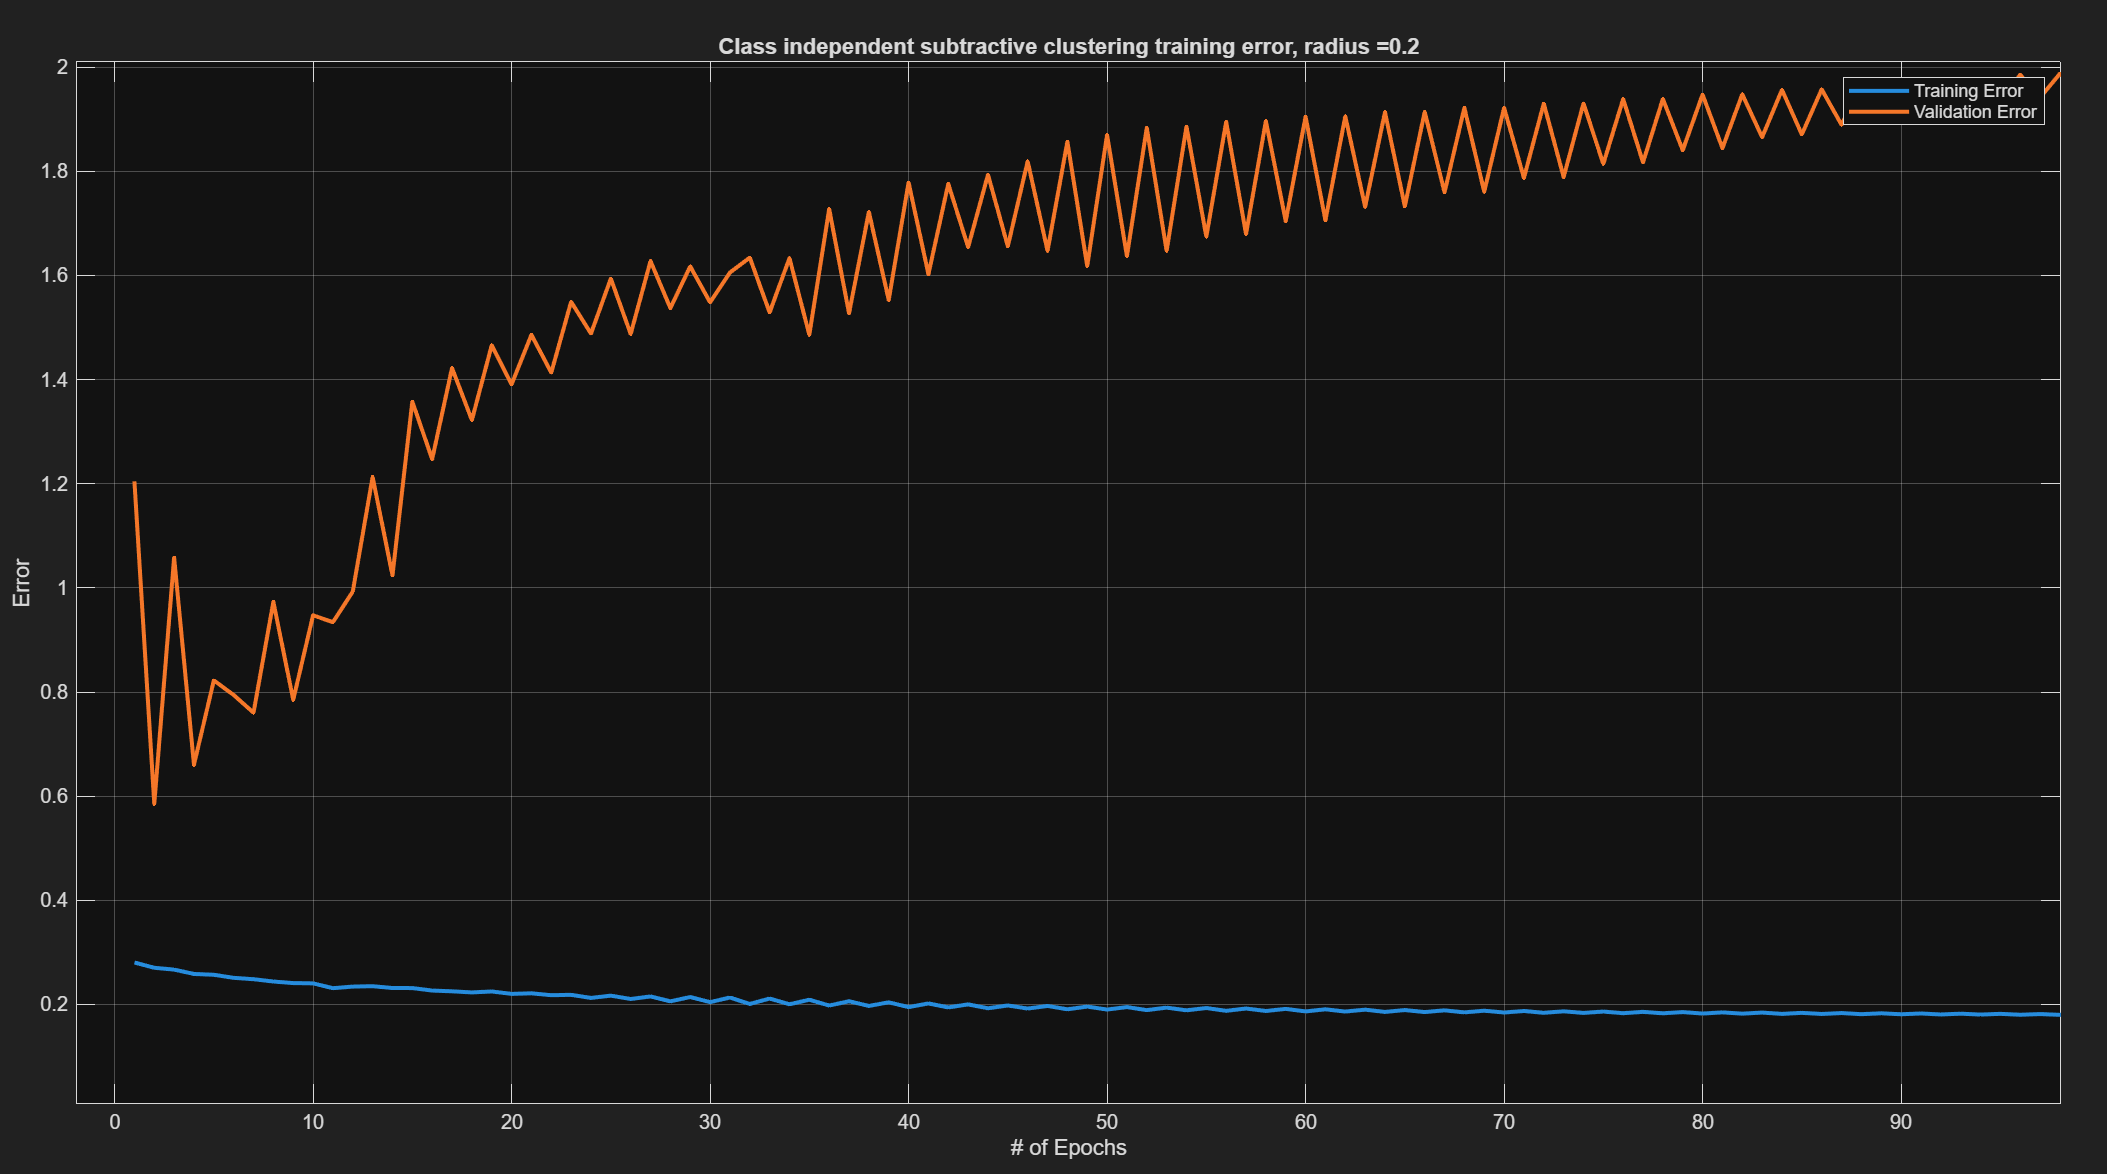 Class independent subtractive clustering training error, radius =0.2
Training Error
Validation Error
2
1.8
1.6
1.4
1.2
1
0.8
0.6
0.4
0.2
Error
0 10 20 30 40 50 60 70 80 90
# of Epochs